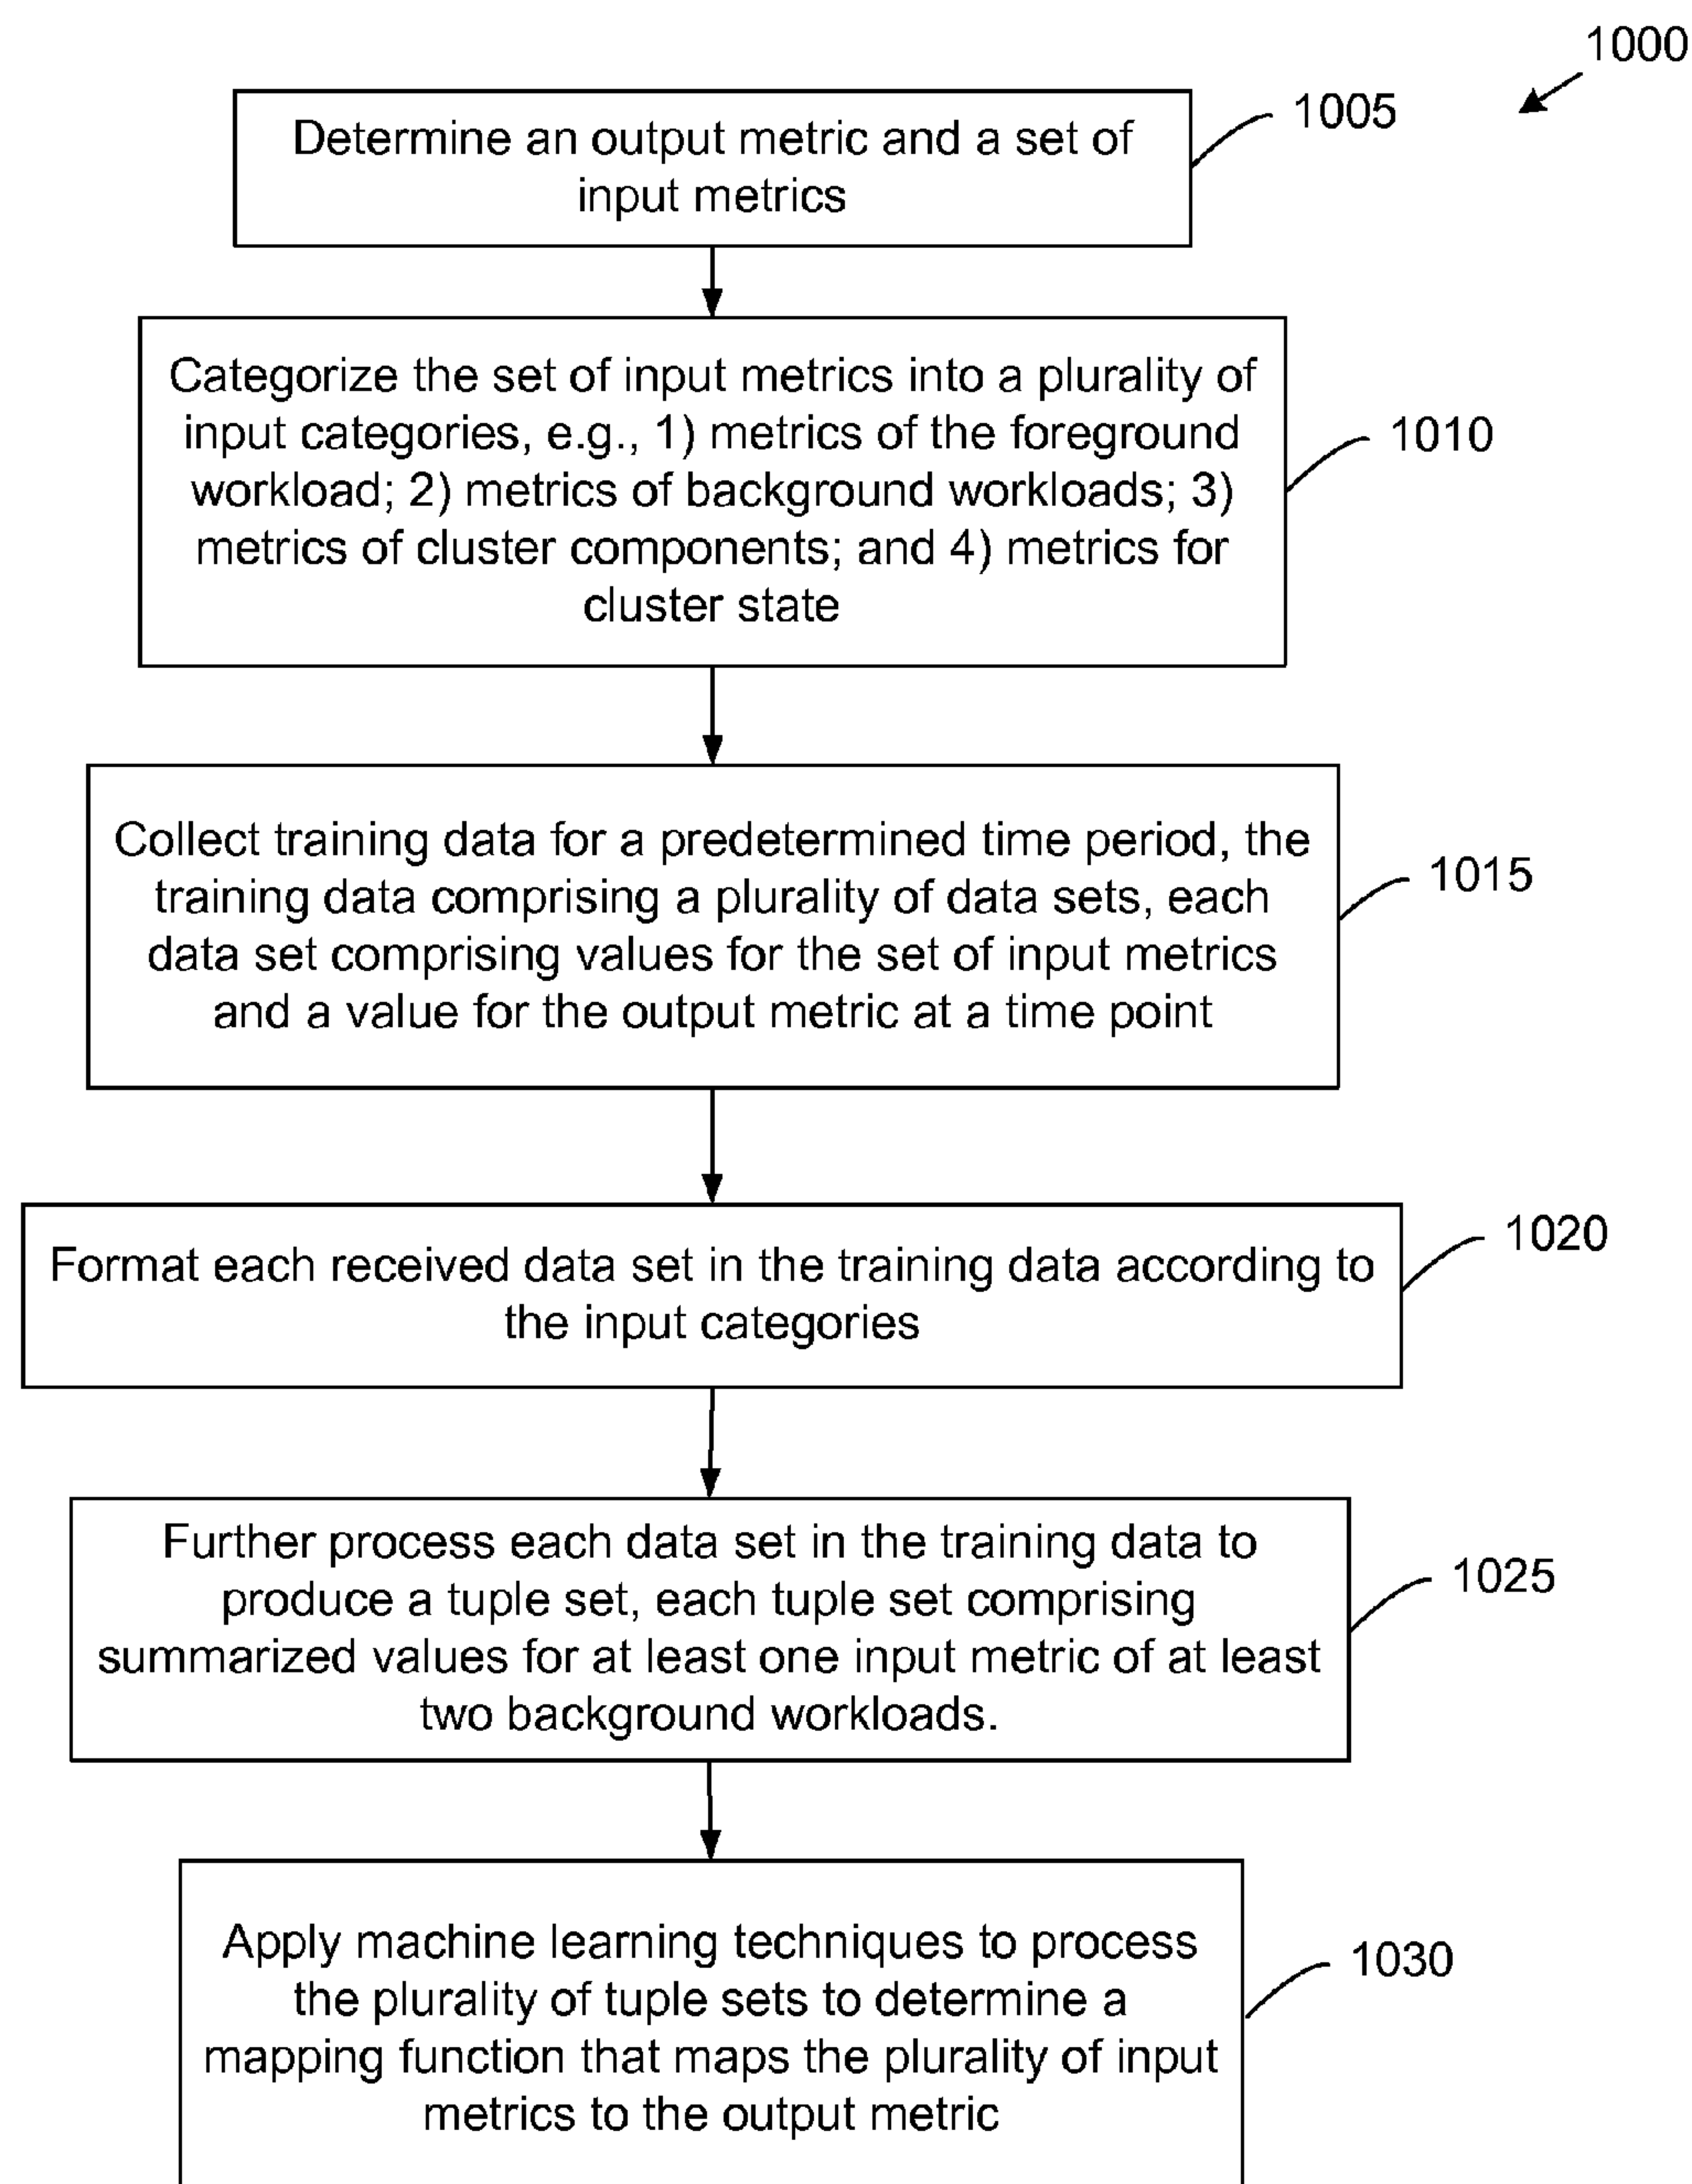 1000
Determine an output metric and a set of
input metrics
1005
Categorize the set of input metrics into a plurality of
input categories, e.g., 1) metrics of the foreground
workload; 2) metrics of background workloads; 3)
metrics of cluster components; and 4) metrics for
cluster state
1010
Collect training data for a predetermined time period, the
training data comprising a plurality of data sets, each
data set comprising values for the set of input metrics
and a value for the output metric at a time point
1015
Format each received data set in the training data according to
the input categories
1020
Further process each data set in the training data to
produce a tuple set, each tuple set comprising
summarized values for at least one input metric of at least
two background workloads.
1025
Apply machine learning techniques to process
the plurality of tuple sets to determine a
mapping function that maps the plurality of input
metrics to the output metric
1030